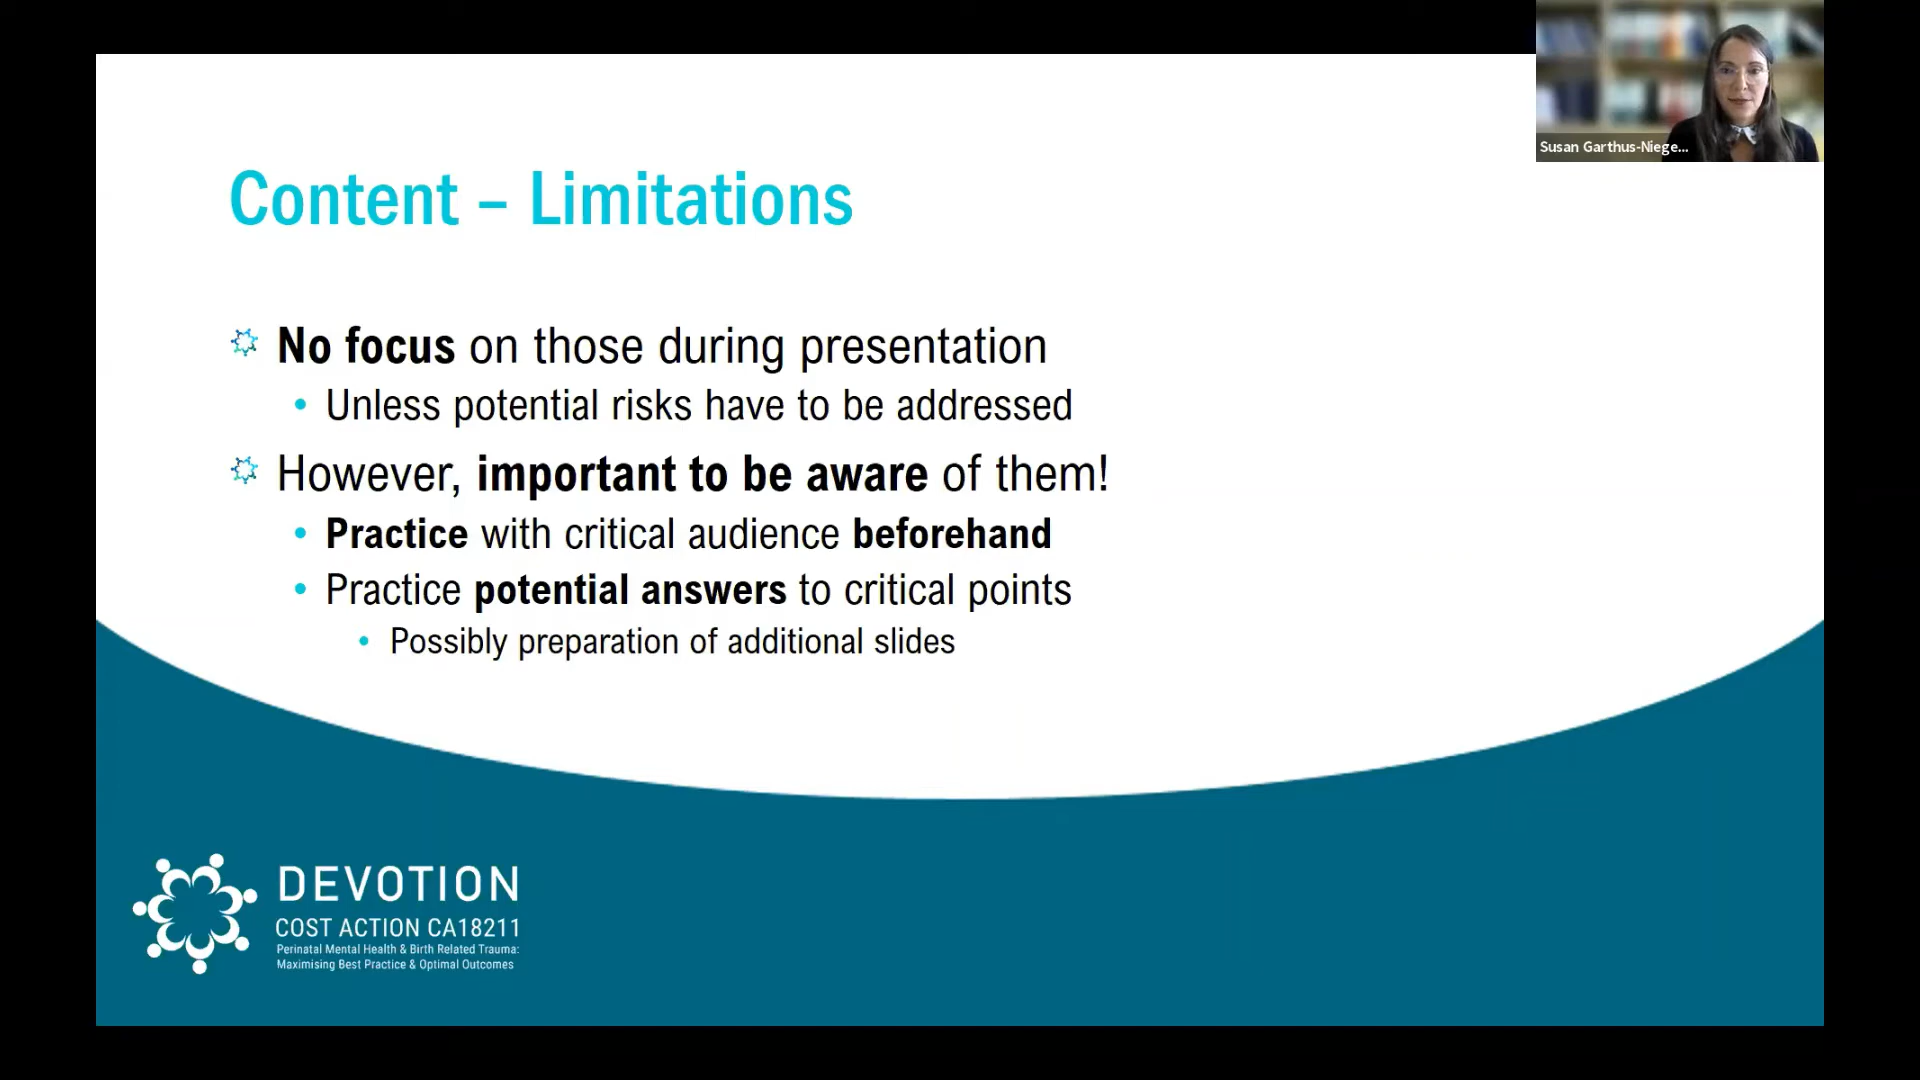 Susan Garthus-Niege...
Content – Limitations
No focus on those during presentation
Unless potential risks have to be addressed
However, important to be aware of them!
Practice with critical audience beforehand
Practice potential answers to critical points
Possibly preparation of additional slides
DEVOTION
COST ACTION CA18211
Perinatal Mental Health & Birth Related Trauma:
Maximising Best Practice & Optimal Outcomes